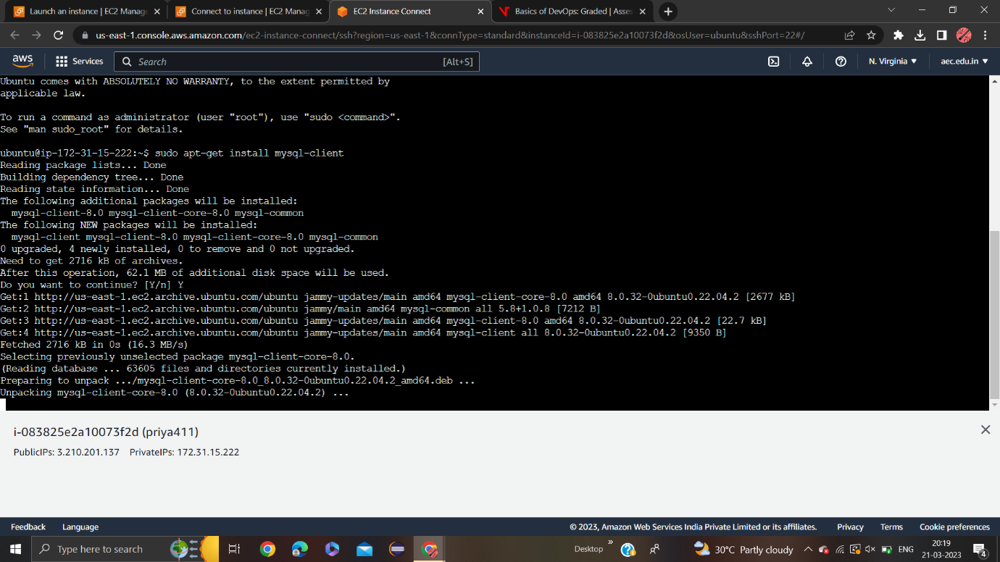 Launch an instance | EC2 Manage
Connect to instance | EC2 Manag
EC2 Instance Connect
Basics of DevOps: Graded | Asses
us-east-1.console.aws.amazon.com/ec2-instance-connect/ssh?region=us-east-1&connType=standard&instanceId=i-083825e2a10073f2d&osUser=ubuntu&sshPort=22#/
aws
Services
Search
[Alt+S]
N. Virginia
aec.edu.in
Ubuntu comes with ABSOLUTELY NO WARRANTY, to the extent permitted by
applicable law.
To run a command as administrator (user "root"), use "sudo <command>".
See "man sudo_root" for details.
ubuntu@ip-172-31-15-222:~$ sudo apt-get install mysql-client
Reading package lists... Done
Building dependency tree... Done
Reading state information... Done
The following additional packages will be installed:
mysql-client-8.0 mysql-client-core-8.0 mysql-common
The following NEW packages will be installed:
mysql-client mysql-client-8.0 mysql-client-core-8.0 mysql-common
0 upgraded, 4 newly installed, 0 to remove and 0 not upgraded.
Need to get 2716 kB of archives.
After this operation, 62.1 MB of additional disk space will be used.
Do you want to continue? [Y/n] Y
Get:1 http://us-east-1.ec2.archive.ubuntu.com/ubuntu jammy-updates/main amd64 mysql-client-core-8.0 amd64 8.0.32-0ubuntu0.22.04.2 [2677 kB]
Get:2 http://us-east-1.ec2.archive.ubuntu.com/ubuntu jammy/main amd64 mysql-common all 5.8+1.0.8 [7212 B]
Get:3 http://us-east-1.ec2.archive.ubuntu.com/ubuntu jammy-updates/main amd64 mysql-client-8.0 amd64 8.0.32-0ubuntu0.22.04.2 [22.7 kB]
Get:4 http://us-east-1.ec2.archive.ubuntu.com/ubuntu jammy-updates/main amd64 mysql-client all 8.0.32-0ubuntu0.22.04.2 [9350 B]
Fetched 2716 kB in 0s (16.3 MB/s)
Selecting previously unselected package mysql-client-core-8.0.
(Reading database ... 63605 files and directories currently installed.)
Preparing to unpack .../mysql-client-core-8.0_8.0.32-0ubuntu0.22.04.2_amd64.deb ...
Unpacking mysql-client-core-8.0 (8.0.32-0ubuntu0.22.04.2) ...
i-083825e2a10073f2d (priya411)
PublicIPs: 3.210.201.137 PrivateIPs: 172.31.15.222
Feedback
Language
© 2023, Amazon Web Services India Private Limited or its affiliates.
Privacy
Terms
Cookie preferences
Type here to search
Desktop
30°C Partly cloudy
ENG
20:19
21-03-2023
4